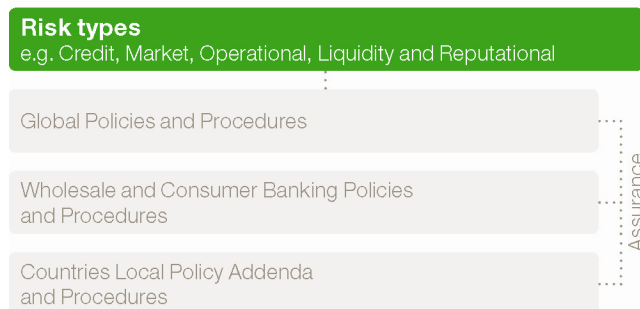 Risk types
e.g. Credit, Market, Operational, Liquidity and Reputational
Global Policies and Procedures
Wholesale and Consumer Banking Policies
and Procedures
Countries Local Policy Addenda
and Procedures
Assurance